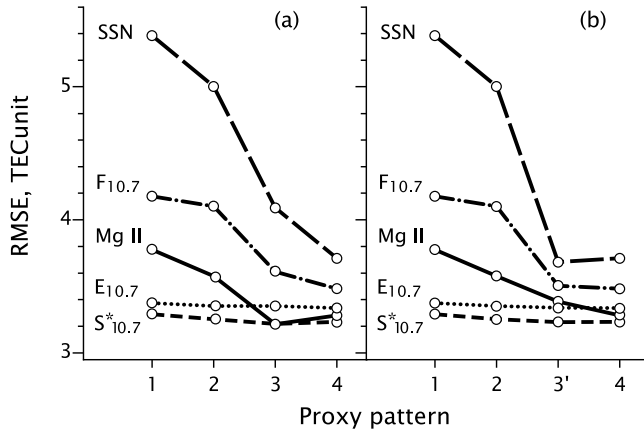 (a)
(b)
SSN
SSN
5
F10.7
F10.7
4
Mg II
Mg II
E10.7
E10.7
S*10.7
S*10.7
3
RMSE, TECunit
1 2 3 4
1 2 3' 4
Proxy pattern